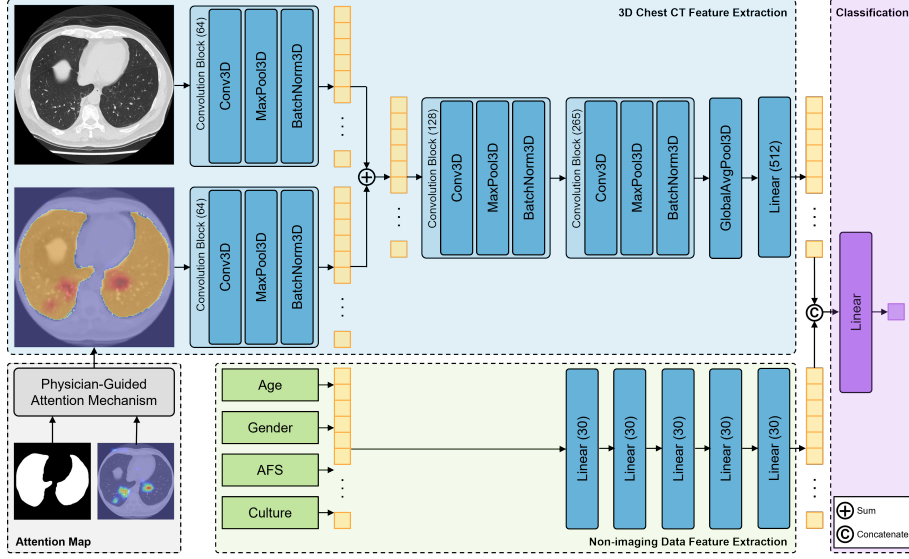 3D Chest CT Feature Extraction
Classification
Convolution Block (64)
Conv3D
MaxPool3D
BatchNorm3D
Convolution Block (64)
Conv3D
MaxPool3D
BatchNorm3D
Convolution Block (128)
Conv3D
MaxPool3D
BatchNorm3D
Convolution Block (265)
Conv3D
MaxPool3D
BatchNorm3D
GlobalAvgPool3D
Linear (512)
C
Linear
Physician-Guided
Attention Mechanism
Attention Map
Age
Gender
AFS
Culture
Linear (30)
Linear (30)
Linear (30)
Linear (30)
Linear (30)
Non-imaging Data Feature Extraction
Sum
C Concatenate